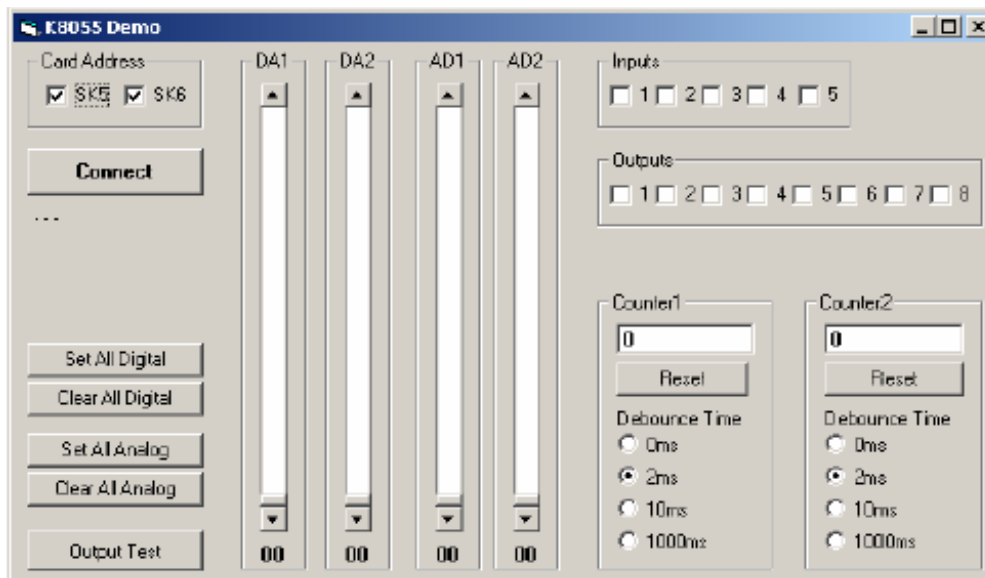 K8055 Demo
Card Address
SK5 SK6
Connect
...
Set All Digital
Clear All Digital
Set All Analog
Clear All Analog
Output Test
DA1
00
DA2
00
AD1
00
AD2
00
Inputs
1 2 3 4 5
Outputs
1 2 3 4 5 6 7 8
Counter1
0
Reset
Debounce Time
0ms
2ms
10ms
1000ms
Counter2
0
Reset
Debounce Time
0ms
2ms
10ms
1000ms